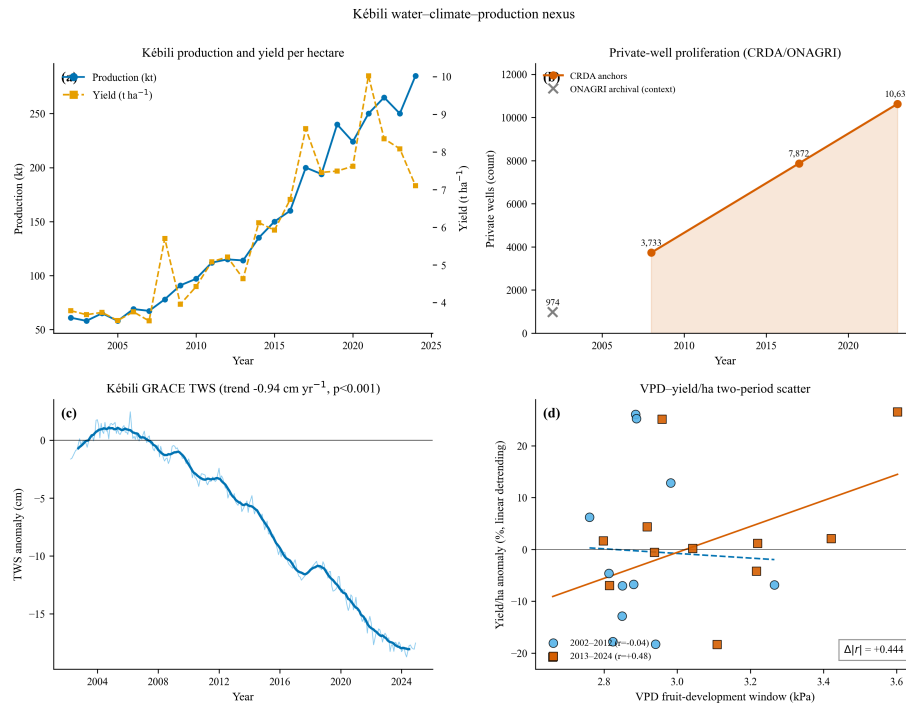 Kébili water–climate–production nexus
Kébili production and yield per hectare
(a)
Production (kt)
Yield (t ha⁻¹)
250
200
150
100
50
10
9
8
7
6
5
4
Production (kt)
Yield (t ha⁻¹)
2005
2010
2015
2020
2025
Year
Private-well proliferation (CRDA/ONAGRI)
(b)
CRDA anchors
ONAGRI archival (context)
12000
10000
8000
6000
4000
2000
0
10,63
7,872
3,733
974
Private wells (count)
2005
2010
2015
2020
Year
Kébili GRACE TWS (trend -0.94 cm yr⁻¹, p<0.001)
(c)
0
−5
−10
−15
TWS anomaly (cm)
2004
2008
2012
2016
2020
2024
Year
VPD–yield/ha two-period scatter
(d)
20
10
0
−10
−20
Yield/ha anomaly (%, linear detrending)
2002–2012 (r=-0.04)
2013–2024 (r=+0.48)
Δ|r| = +0.444
2.8
3.0
3.2
3.4
3.6
VPD fruit-development window (kPa)